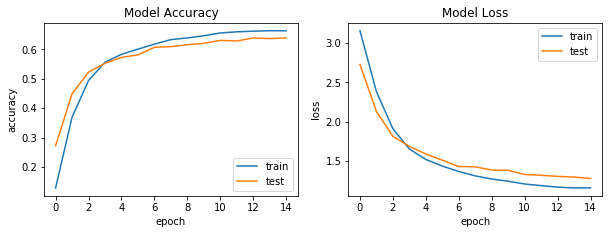 Model Accuracy
accuracy
0.6
0.5
0.4
0.3
0.2
train
test
0 2 4 6 8 10 12 14
epoch
Model Loss
loss
3.0
2.5
2.0
1.5
train
test
0 2 4 6 8 10 12 14
epoch